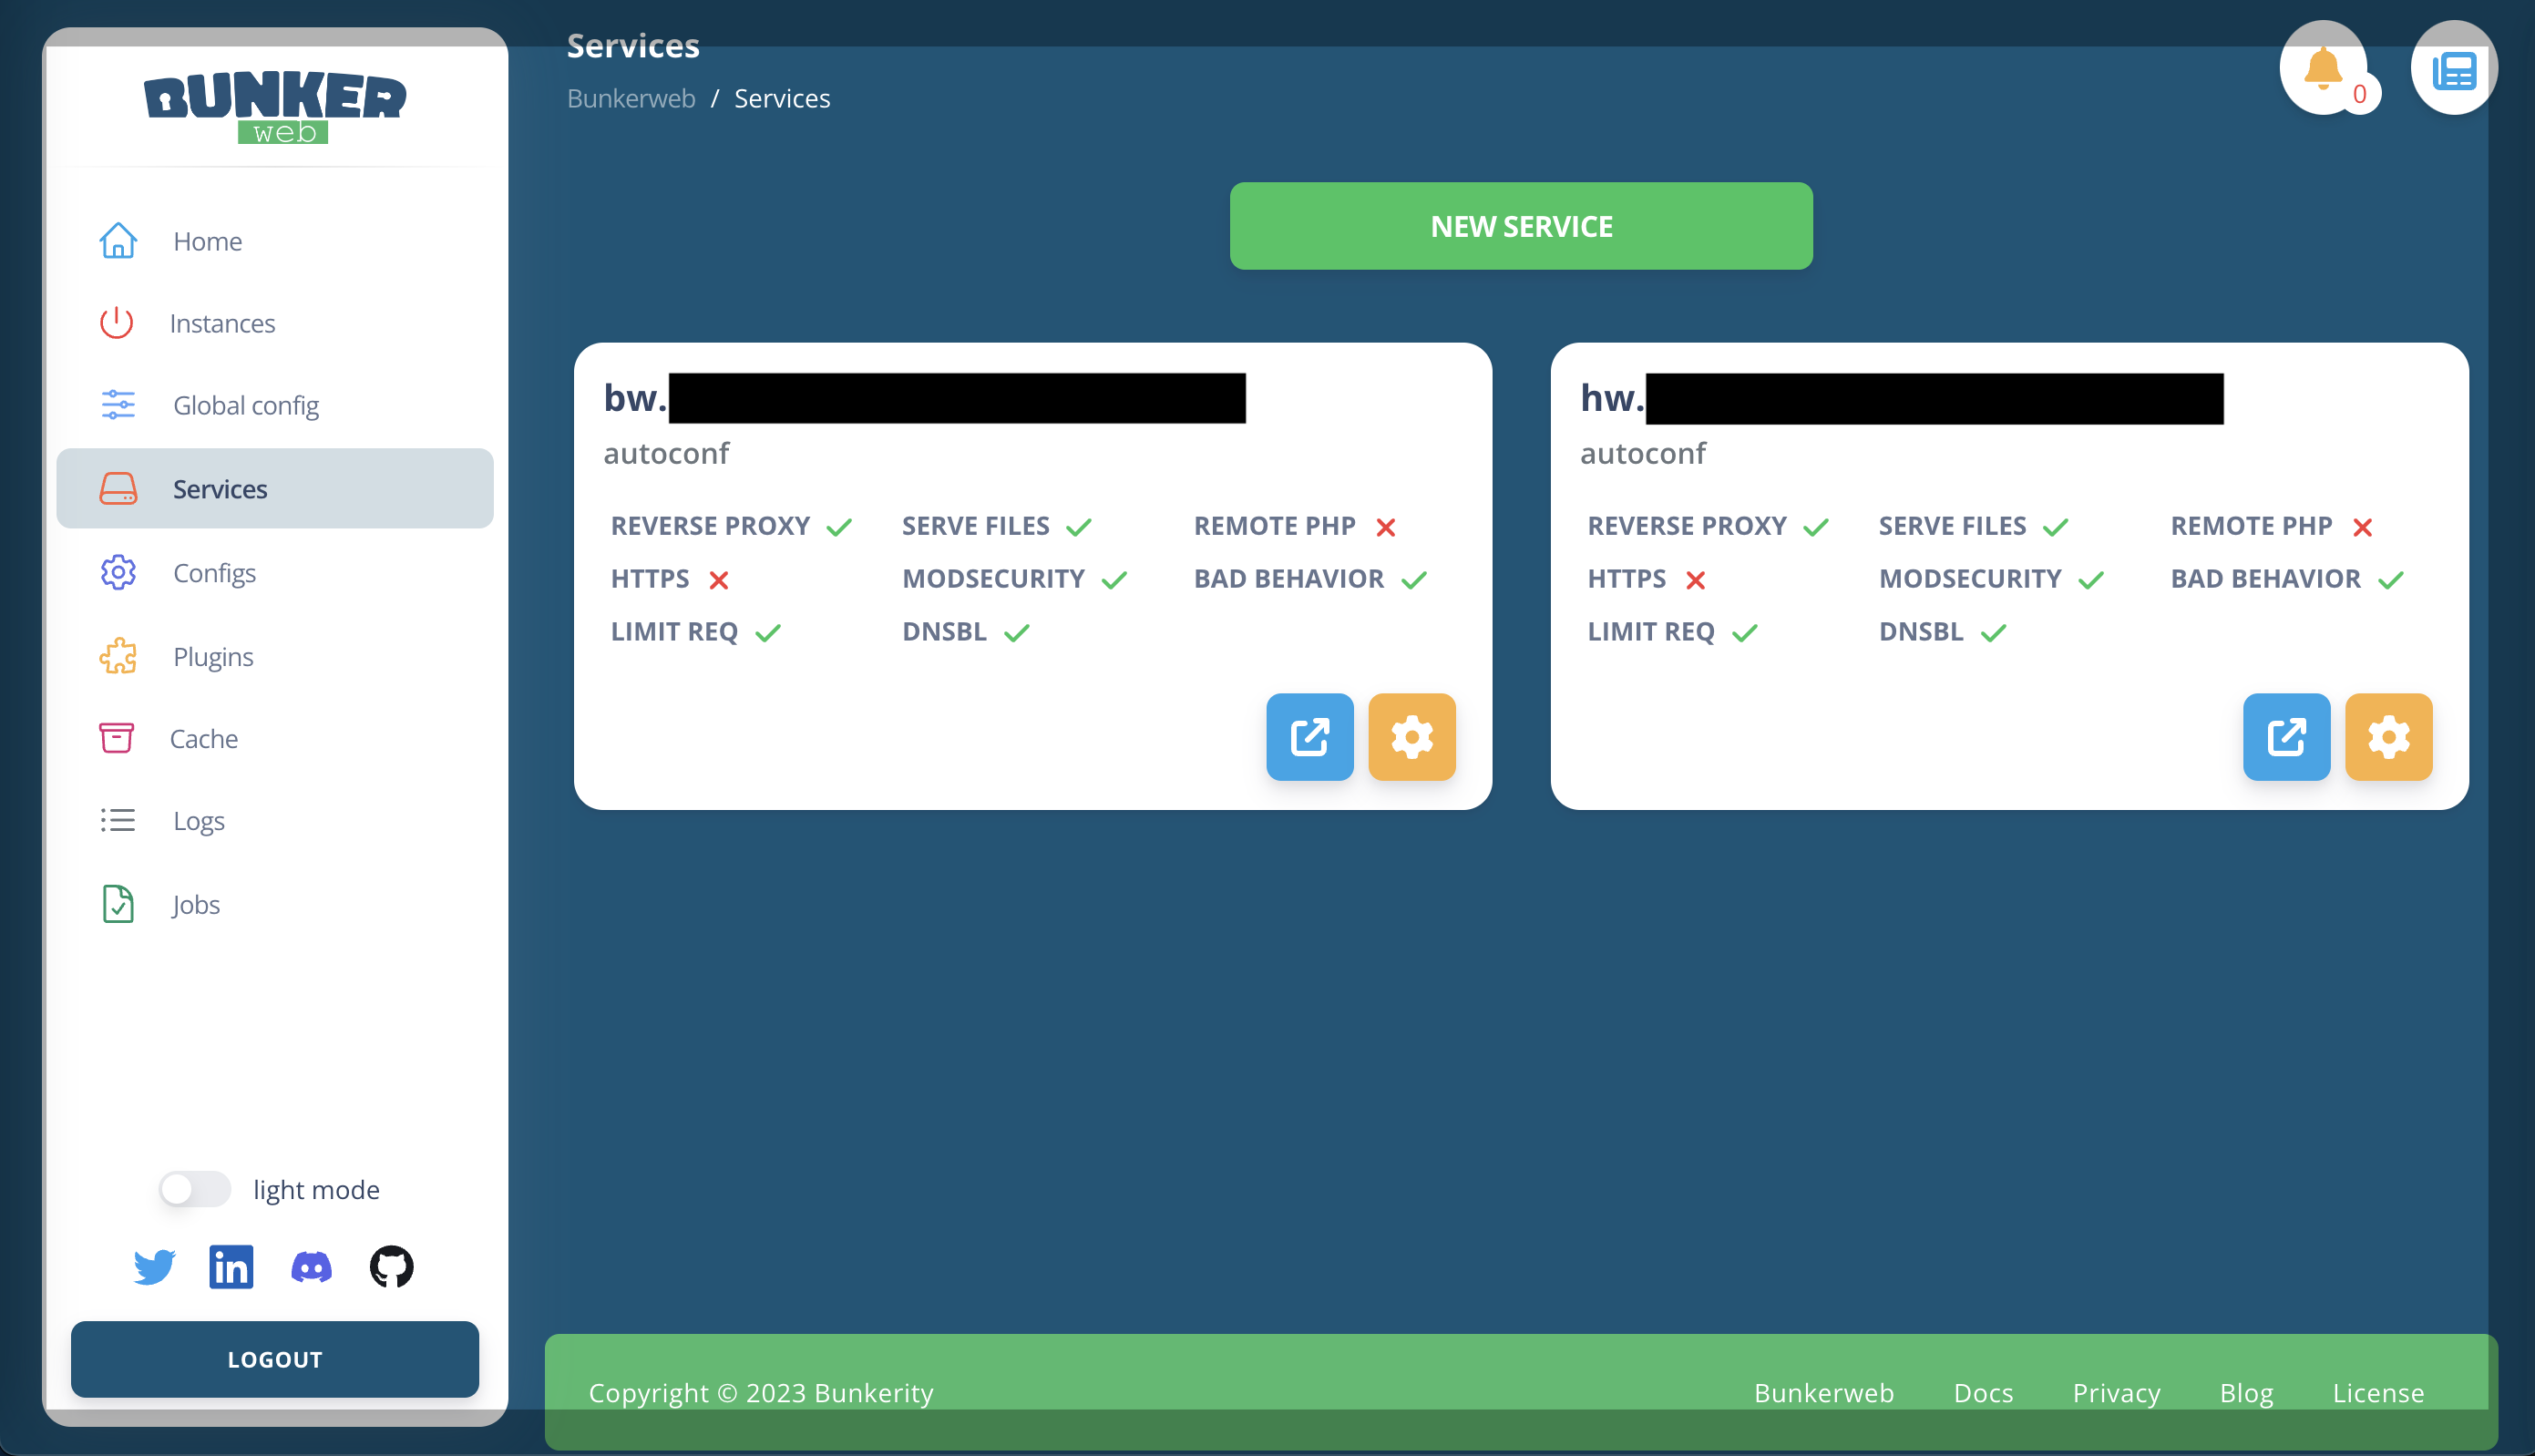 BUNKER
web
Home
Instances
Global config
Services
Configs
Plugins
Cache
Logs
Jobs
light mode
LOGOUT
Services
Bunkerweb / Services
0
NEW SERVICE
bw.
autoconf
REVERSE PROXY SERVE FILES REMOTE PHP
HTTPS MODSECURITY BAD BEHAVIOR
LIMIT REQ DNSBL
hw.
autoconf
REVERSE PROXY SERVE FILES REMOTE PHP
HTTPS MODSECURITY BAD BEHAVIOR
LIMIT REQ DNSBL
Copyright © 2023 Bunkerity
Bunkerweb Docs Privacy Blog License